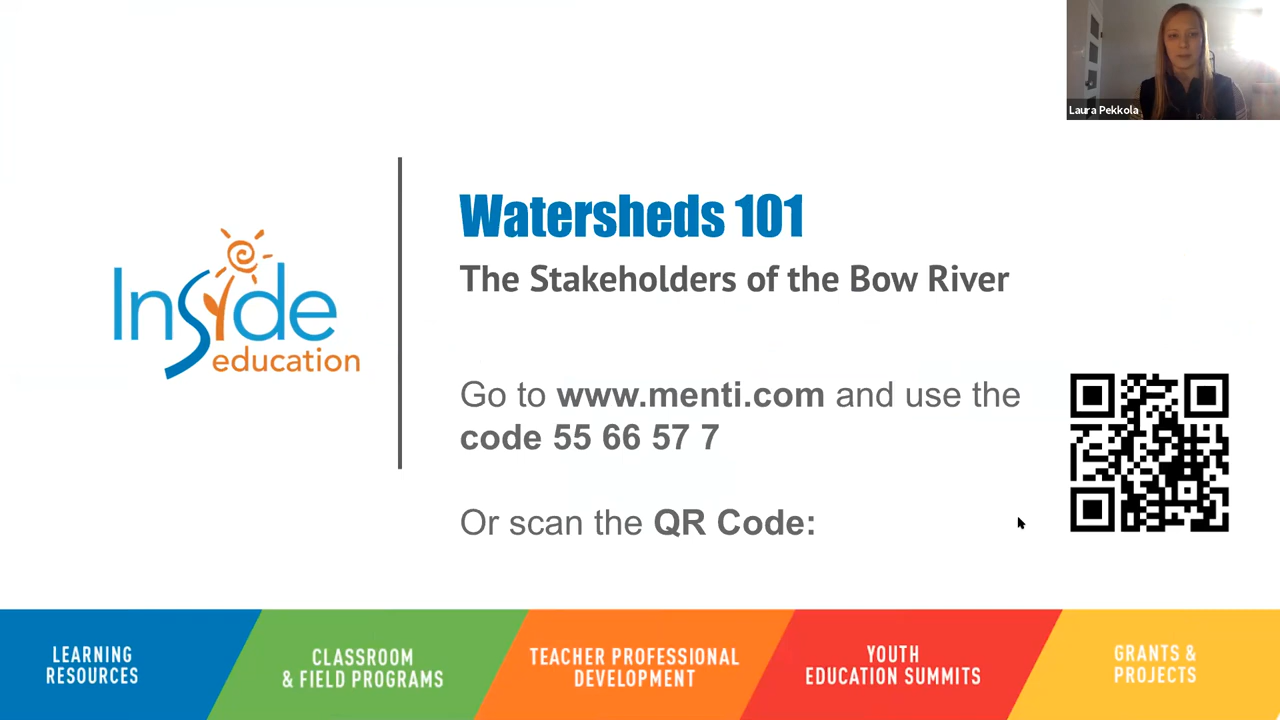 Laura Pekkola
Inside
education
Watersheds 101
The Stakeholders of the Bow River
Go to www.menti.com and use the
code 55 66 57 7
Or scan the QR Code:
LEARNING
RESOURCES
CLASSROOM
& FIELD PROGRAMS
TEACHER PROFESSIONAL
DEVELOPMENT
YOUTH
EDUCATION SUMMITS
GRANTS &
PROJECTS